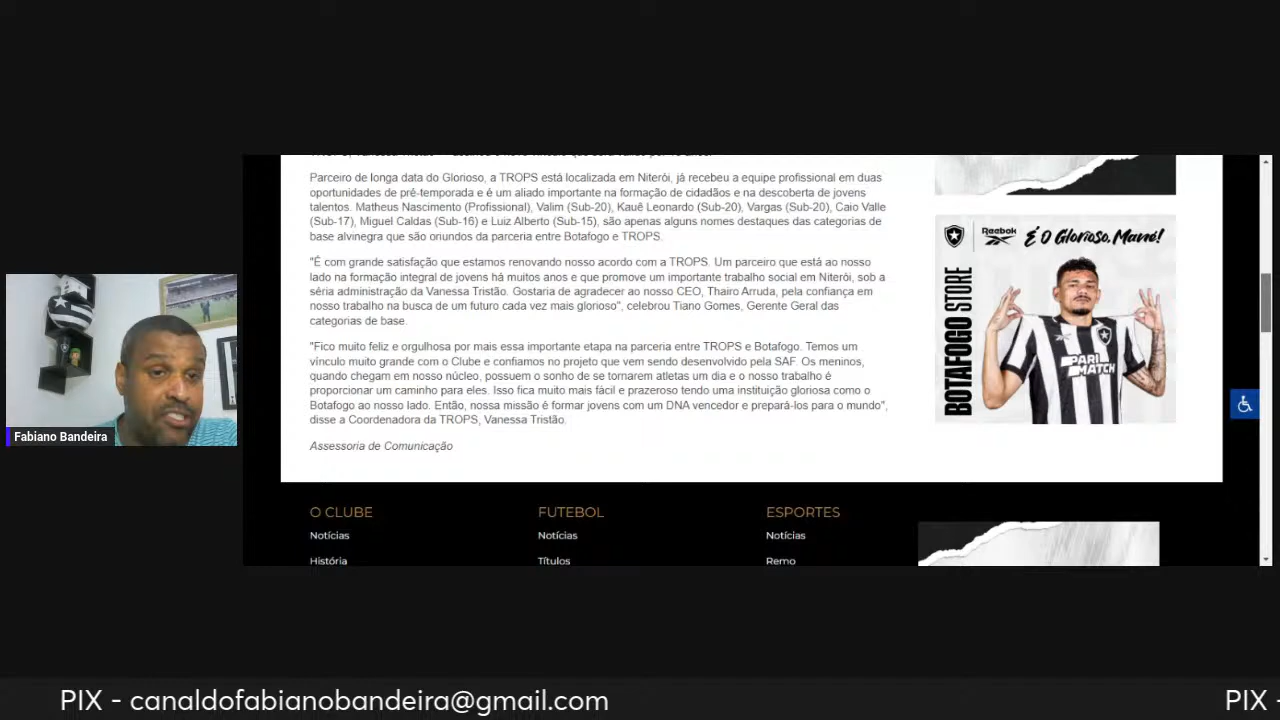 Parceiro de longa data do Glorioso, a TROPS está localizada em Niterói, já recebeu a equipe profissional em duas
oportunidades de pré-temporada e é um aliado importante na formação de cidadãos e na descoberta de jovens
talentos. Matheus Nascimento (Profissional), Valim (Sub-20), Kauê Leonardo (Sub-20), Vargas (Sub-20), Caio Valle
(Sub-17), Miguel Caldas (Sub-16) e Luiz Alberto (Sub-15), são apenas alguns nomes destaques das categorias de
base alvinegra que são oriundos da parceria entre Botafogo e TROPS.
"É com grande satisfação que estamos renovando nosso acordo com a TROPS. Um parceiro que está ao nosso
lado na formação integral de jovens há muitos anos e que promove um importante trabalho social em Niterói, sob a
séria administração da Vanessa Tristão. Gostaria de agradecer ao nosso CEO, Thairo Arruda, pela confiança em
nosso trabalho na busca de um futuro cada vez mais glorioso", celebrou Tiano Gomes, Gerente Geral das
categorias de base.
"Fico muito feliz e orgulhosa por mais essa importante etapa na parceria entre TROPS e Botafogo. Temos um
vínculo muito grande com o Clube e confiamos no projeto que vem sendo desenvolvido pela SAF. Os meninos,
quando chegam em nosso núcleo, possuem o sonho de se tornarem atletas um dia e o nosso trabalho é
proporcionar um caminho para eles. Isso fica muito mais fácil e prazeroso tendo uma instituição gloriosa como o
Botafogo ao nosso lado. Então, nossa missão é formar jovens com um DNA vencedor e prepará-los para o mundo",
disse a Coordenadora da TROPS, Vanessa Tristão.
Assessoria de Comunicação
Reebok
É O Glorioso, Mané!
BOTAFOGO STORE
PARI
MATCH
Fabiano Bandeira
O CLUBE
Notícias
História
FUTEBOL
Notícias
Títulos
ESPORTES
Notícias
Remo
PIX - canaldofabianobandeira@gmail.com
PIX -